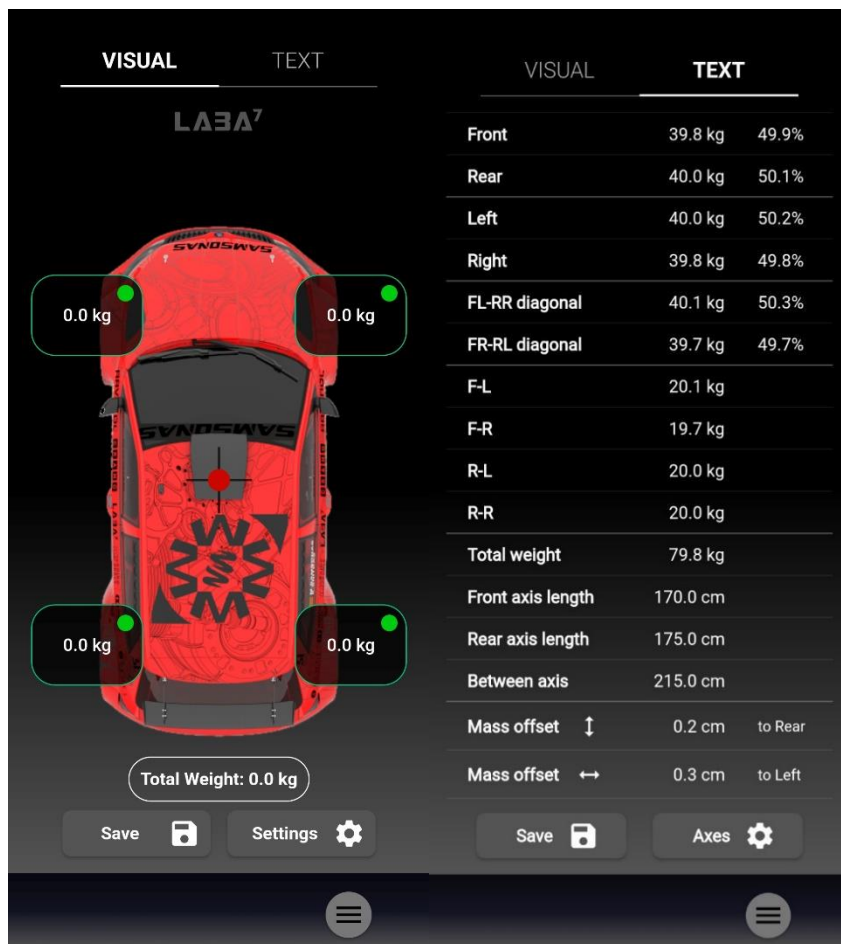 VISUAL TEXT
LABA7
SAMSONAS
0.0 kg 0.0 kg
SAMSONAS
0.0 kg 0.0 kg
Total Weight: 0.0 kg
Save Settings
VISUAL TEXT
Front 39.8 kg 49.9%
Rear 40.0 kg 50.1%
Left 40.0 kg 50.2%
Right 39.8 kg 49.8%
FL-RR diagonal 40.1 kg 50.3%
FR-RL diagonal 39.7 kg 49.7%
F-L 20.1 kg
F-R 19.7 kg
R-L 20.0 kg
R-R 20.0 kg
Total weight 79.8 kg
Front axis length 170.0 cm
Rear axis length 175.0 cm
Between axis 215.0 cm
Mass offset ↕ 0.2 cm to Rear
Mass offset ↔ 0.3 cm to Left
Save Axes